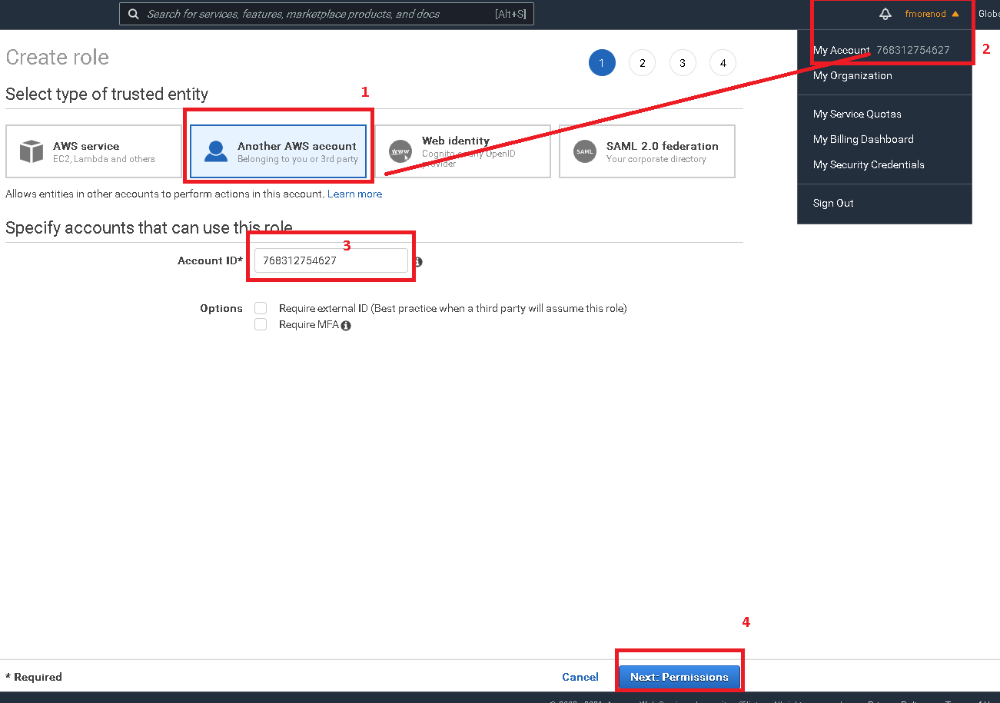 Search for services, features, marketplace products, and docs [Alt+S]
fmorenod
My Account 768312754627
2
My Organization
My Service Quotas
My Billing Dashboard
My Security Credentials
Sign Out
Create role
1 2 3 4
Select type of trusted entity
1
AWS service
EC2, Lambda and others
Another AWS account
Belonging to you or 3rd party
www
Web identity
Cognito or any OpenID
provider
SAML
SAML 2.0 federation
Your corporate directory
Allows entities in other accounts to perform actions in this account. Learn more
Specify accounts that can use this role
3
Account ID* 768312754627
Options Require external ID (Best practice when a third party will assume this role)
Require MFA
4
* Required Cancel Next: Permissions